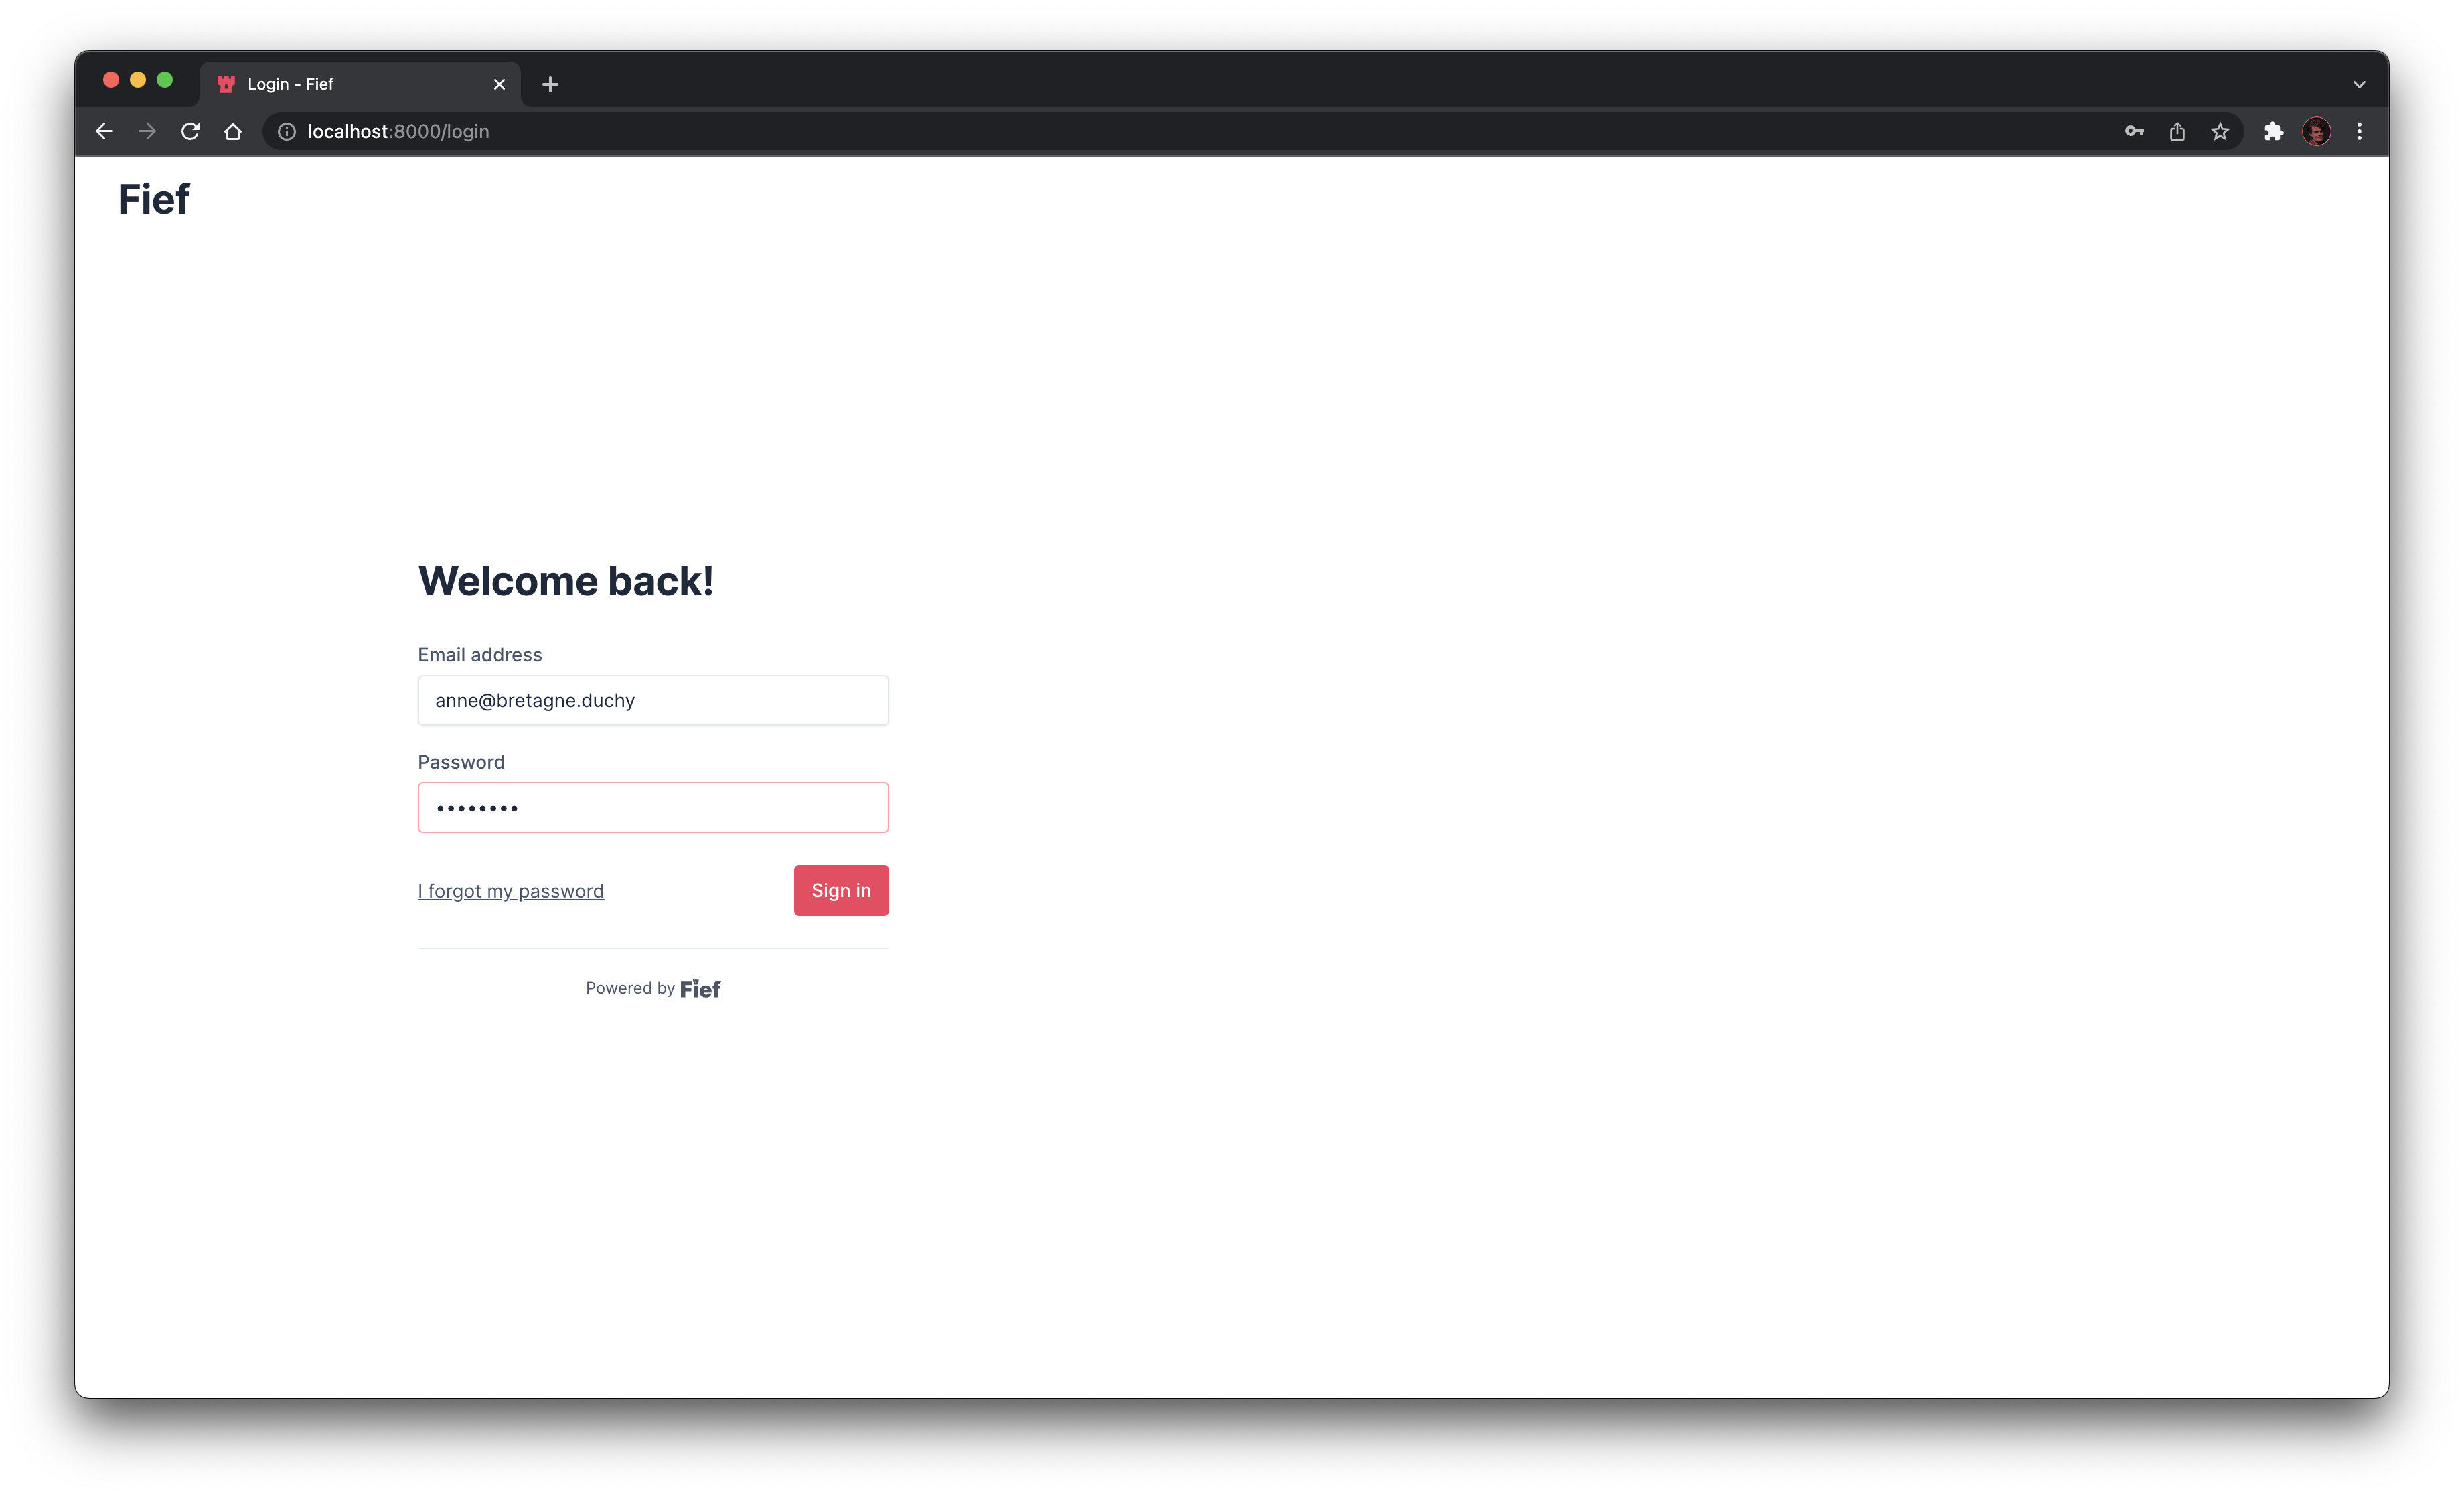 Login - Fief
localhost:8000/login
Fief
Welcome back!
Email address
anne@bretagne.duchy
Password
••••••••
I forgot my password
Sign in
Powered by Fief